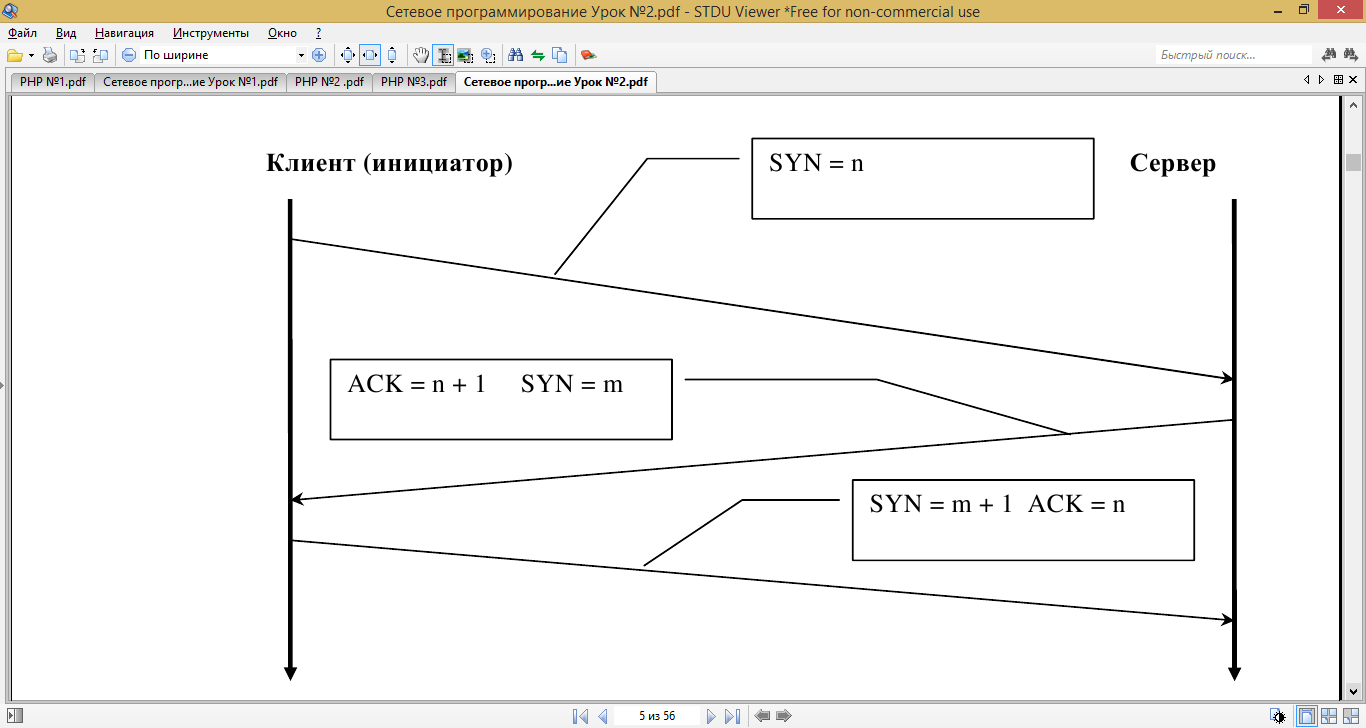 Сетевое программирование Урок №2.pdf - STDU Viewer *Free for non-commercial use
Файл Вид Навигация Инструменты Окно ?
По ширине
Быстрый поиск...
PHP №1.pdf Сетевое прогр...ие Урок №1.pdf PHP №2 .pdf PHP №3.pdf Сетевое прогр...ие Урок №2.pdf
Клиент (инициатор)
SYN = n
Сервер
ACK = n + 1 SYN = m
SYN = m + 1 ACK = n
5 из 56